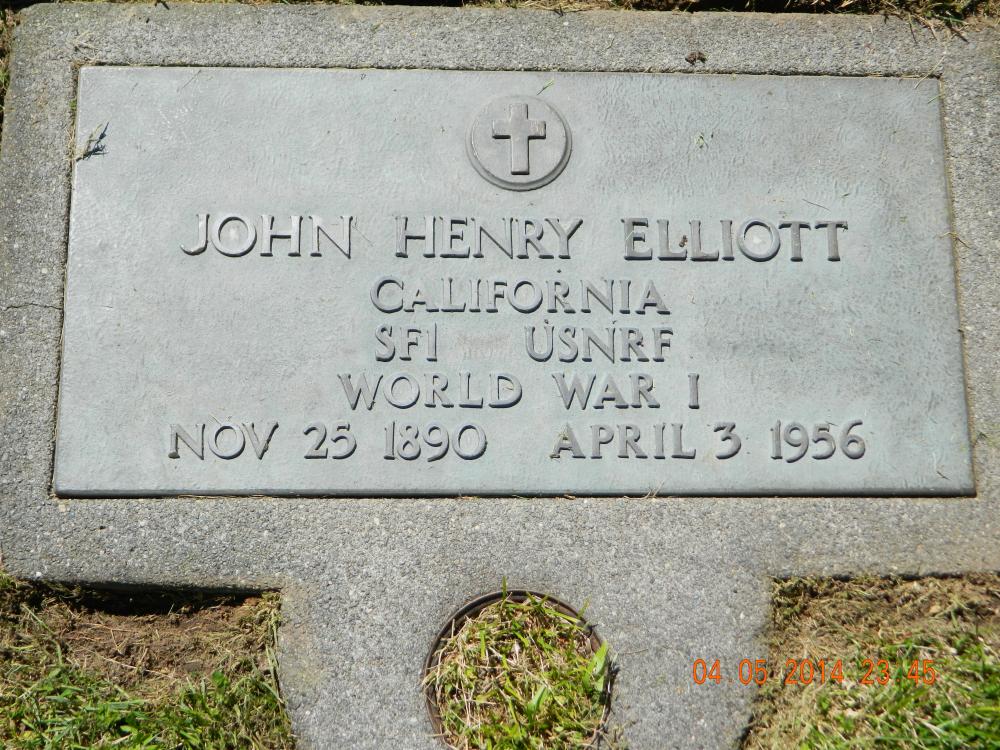 JOHN HENRY ELLIOTT
CALIFORNIA
SF1 USNRF
WORLD WAR I
NOV 25 1890 APRIL 3 1956
04 05 2014 23 45